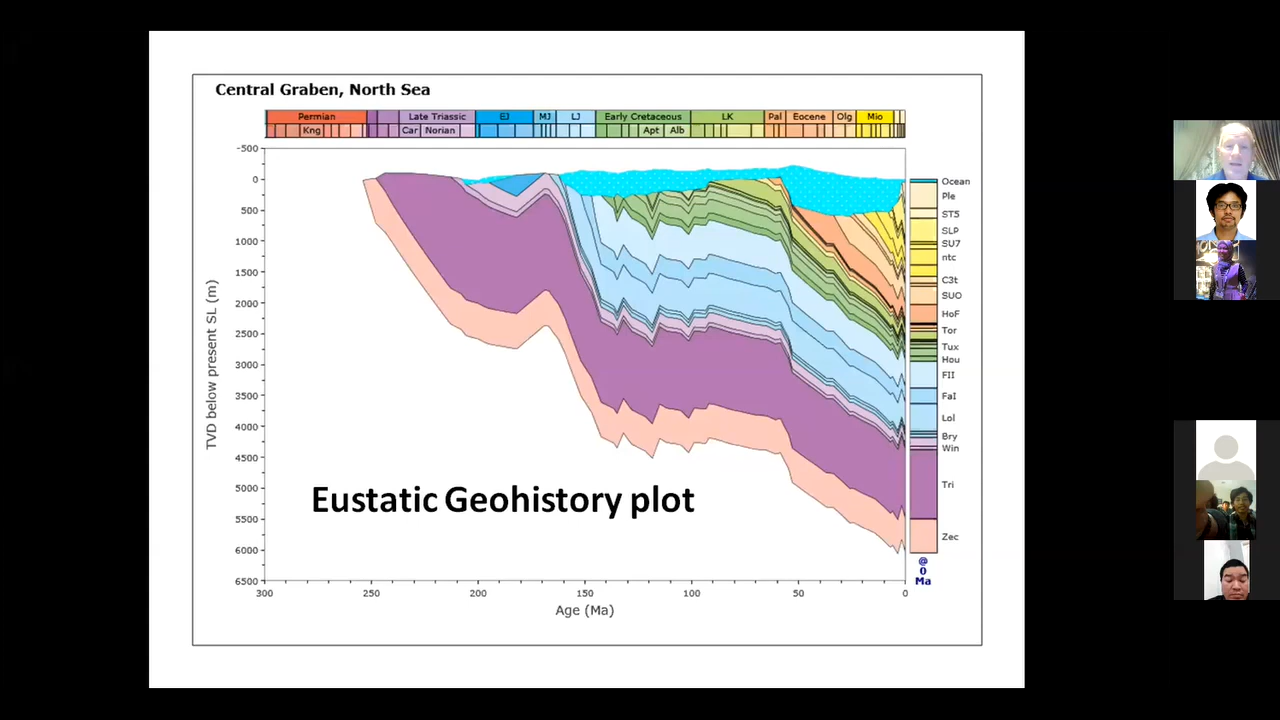 Central Graben, North Sea
Permian Late Triassic EJ MJ LJ Early Cretaceous LK Pal Eocene Olg Mio
Kng Car Norian Apt Alb
-500
0
500
1000
1500
2000
2500
3000
3500
4000
4500
5000
5500
6000
6500
TVD below present SL (m)
Ocean
Ple
ST5
SLP
SU7
ntc
C3t
SUO
HoF
Tor
Tux
Hou
FII
FaI
Lol
Bry
Win
Tri
Zec
@
0
Ma
Eustatic Geohistory plot
300 250 200 150 100 50 0
Age (Ma)